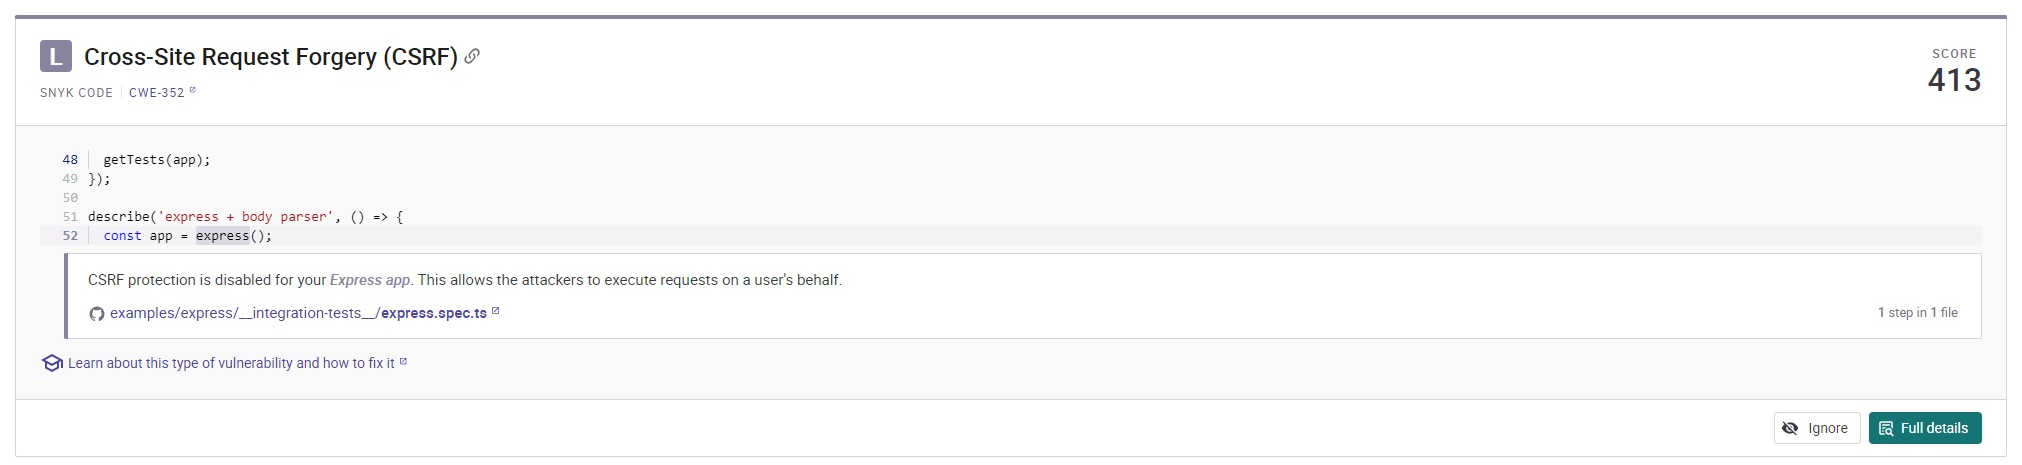 L Cross-Site Request Forgery (CSRF)
SCORE
413
SNYK CODE CWE-352
48 getTests(app);
49 });
50
51 describe('express + body parser', () => {
52 const app = express();
CSRF protection is disabled for your Express app. This allows the attackers to execute requests on a user's behalf.
examples/express/__integration-tests__/express.spec.ts
1 step in 1 file
Learn about this type of vulnerability and how to fix it
Ignore
Full details